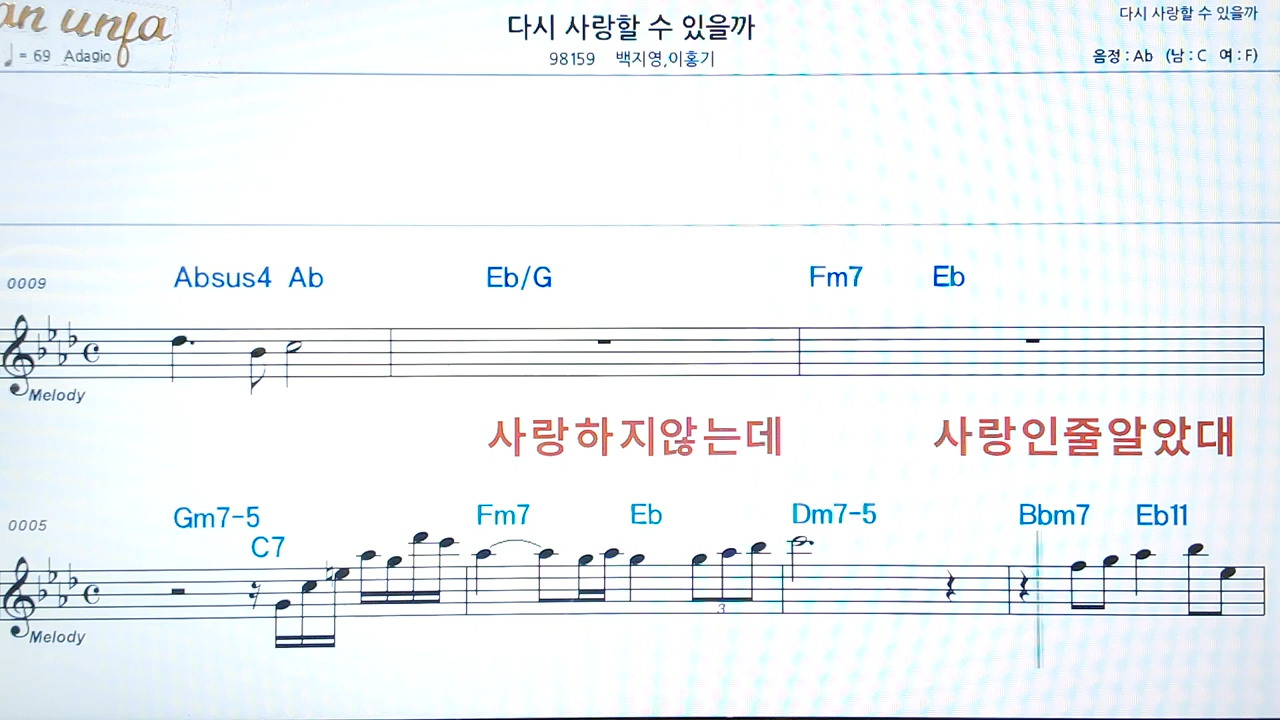 an unfa
♩= 69 Adagio
다시 사랑할 수 있을까
98159 백지영,이홍기
다시 사랑할 수 있을까
음정 : Ab (남 : C 여 : F)
0009
Absus4 Ab Eb/G Fm7 Eb
Melody
사랑하지않는데 사랑인줄알았대
0005
Gm7-5 C7 Fm7 Eb Dm7-5 Bbm7 Eb11
3
Melody